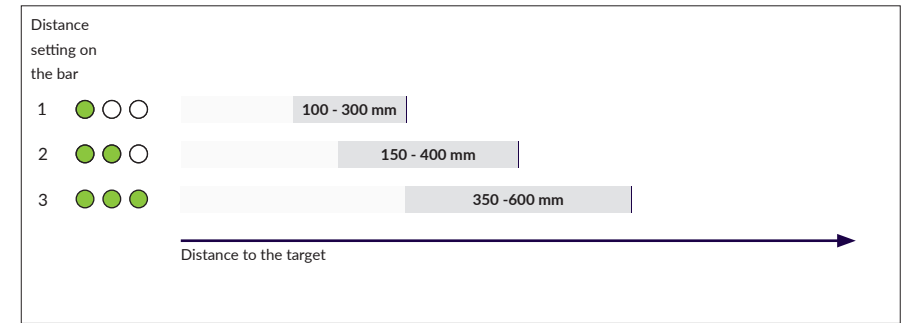 Distance
setting on
the bar
1 100 - 300 mm
2 150 - 400 mm
3 350 -600 mm
Distance to the target